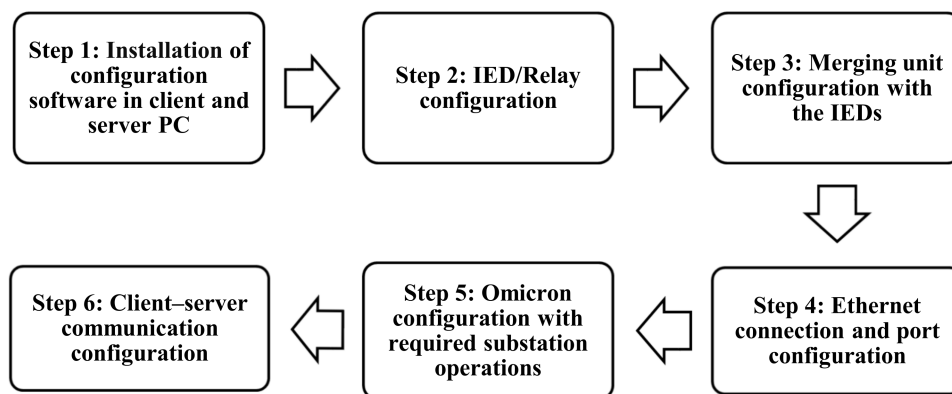 Step 1: Installation of
configuration
software in client and
server PC
Step 2: IED/Relay
configuration
Step 3: Merging unit
configuration with
the IEDs
Step 4: Ethernet
connection and port
configuration
Step 5: Omicron
configuration with
required substation
operations
Step 6: Client–server
communication
configuration